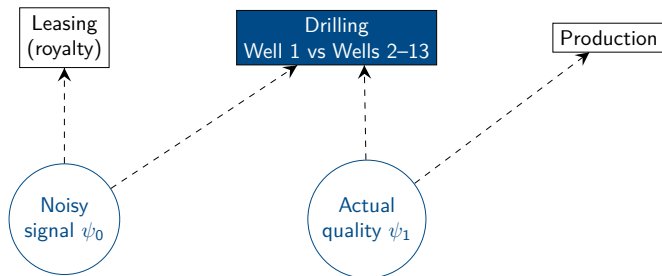 Leasing
(royalty)
Drilling
Well 1 vs Wells 2–13
Production
Noisy
signal ψ₀
Actual
quality ψ₁